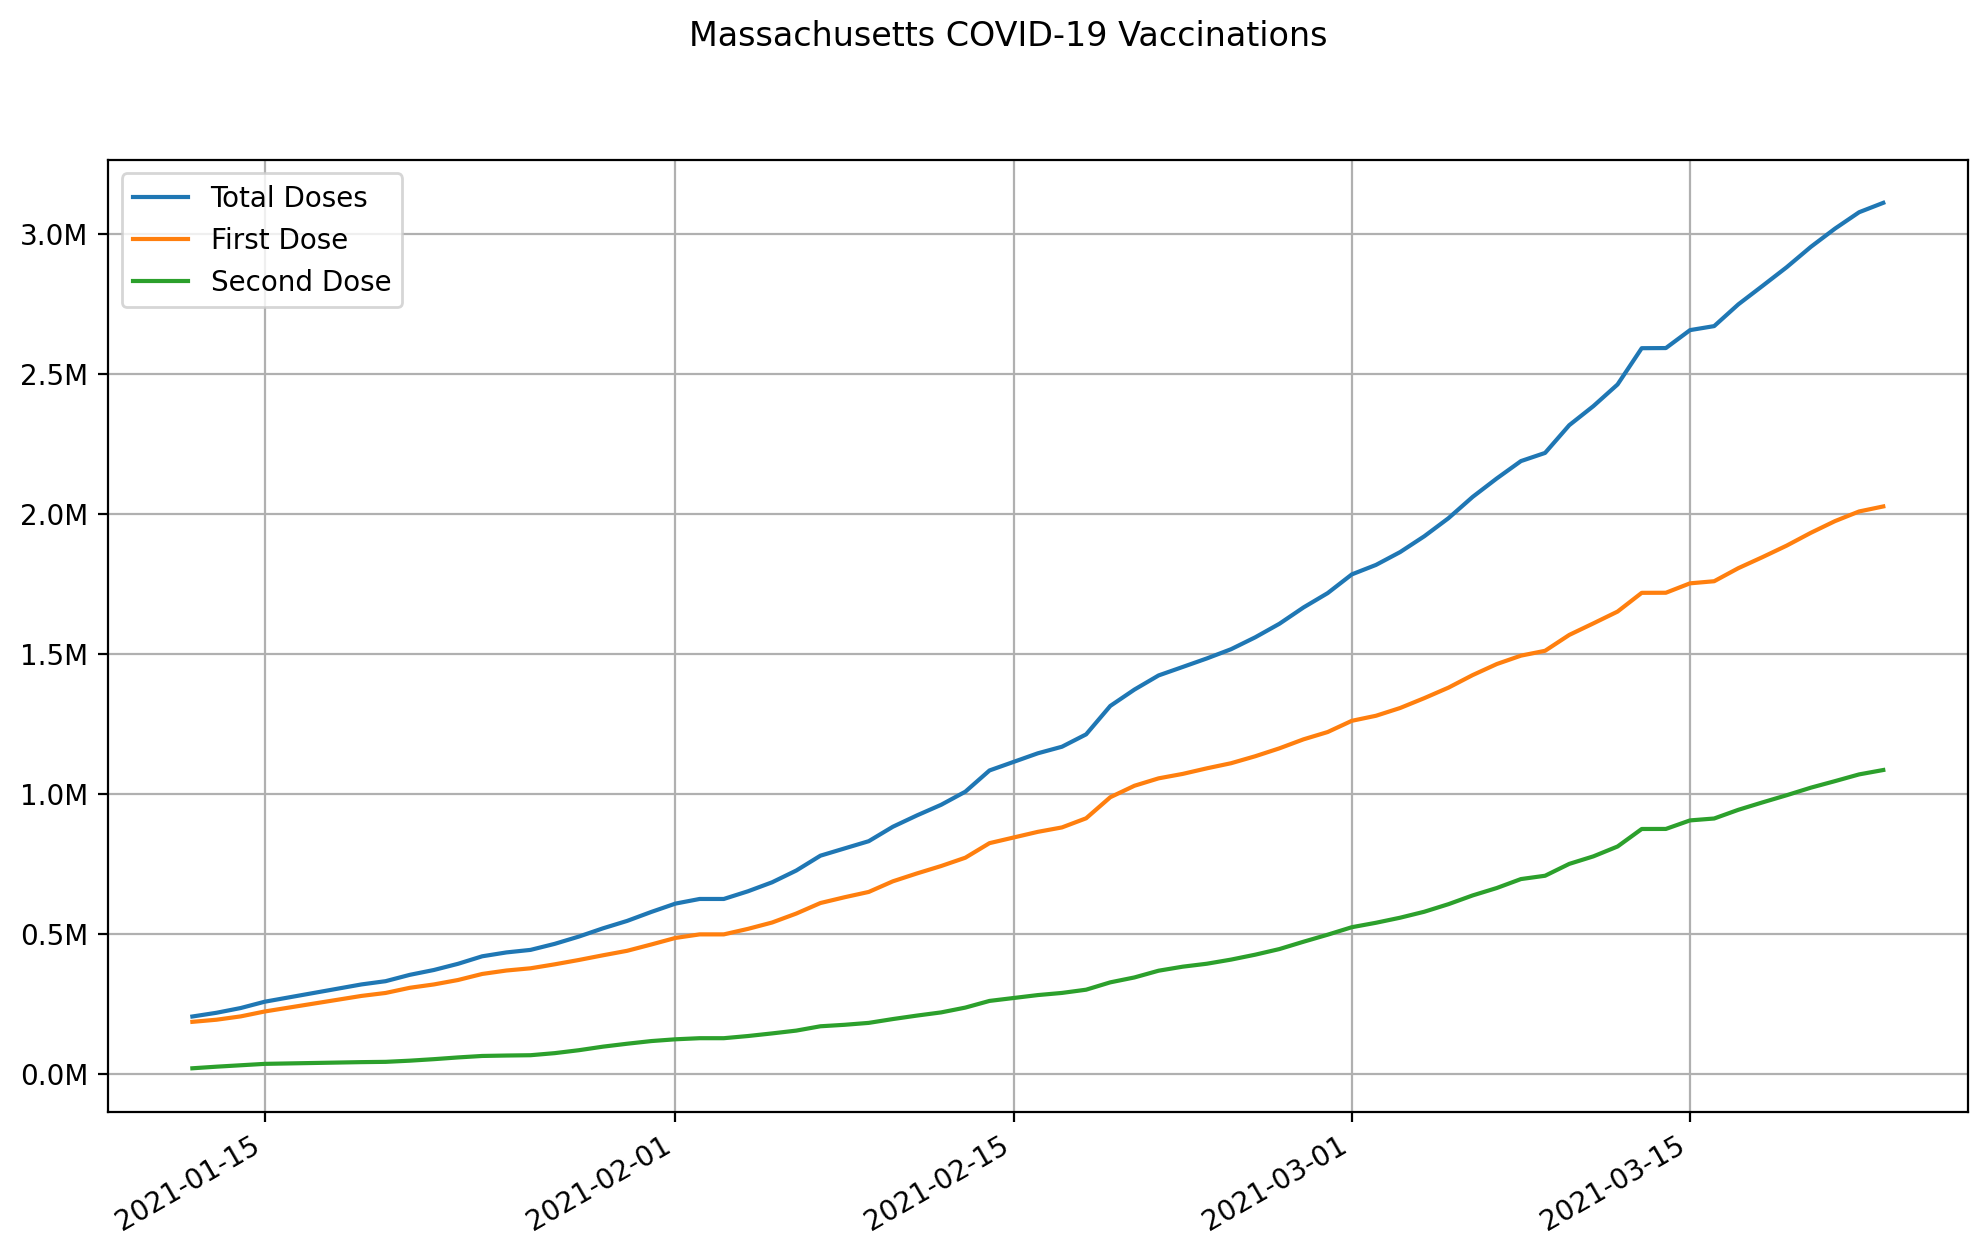 Massachusetts COVID-19 Vaccinations
Total Doses
First Dose
Second Dose
3.0M
2.5M
2.0M
1.5M
1.0M
0.5M
0.0M
2021-01-15
2021-02-01
2021-02-15
2021-03-01
2021-03-15